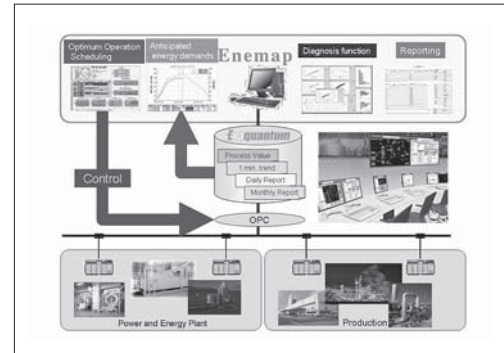 Optimum Operation
Scheduling
Anticipated
energy demands
Enemap
Diagnosis function
Reporting
quantum
Process Value
1 min. trend
Daily Report
Monthly Report
Control
OPC
Power and Energy Plant
Production